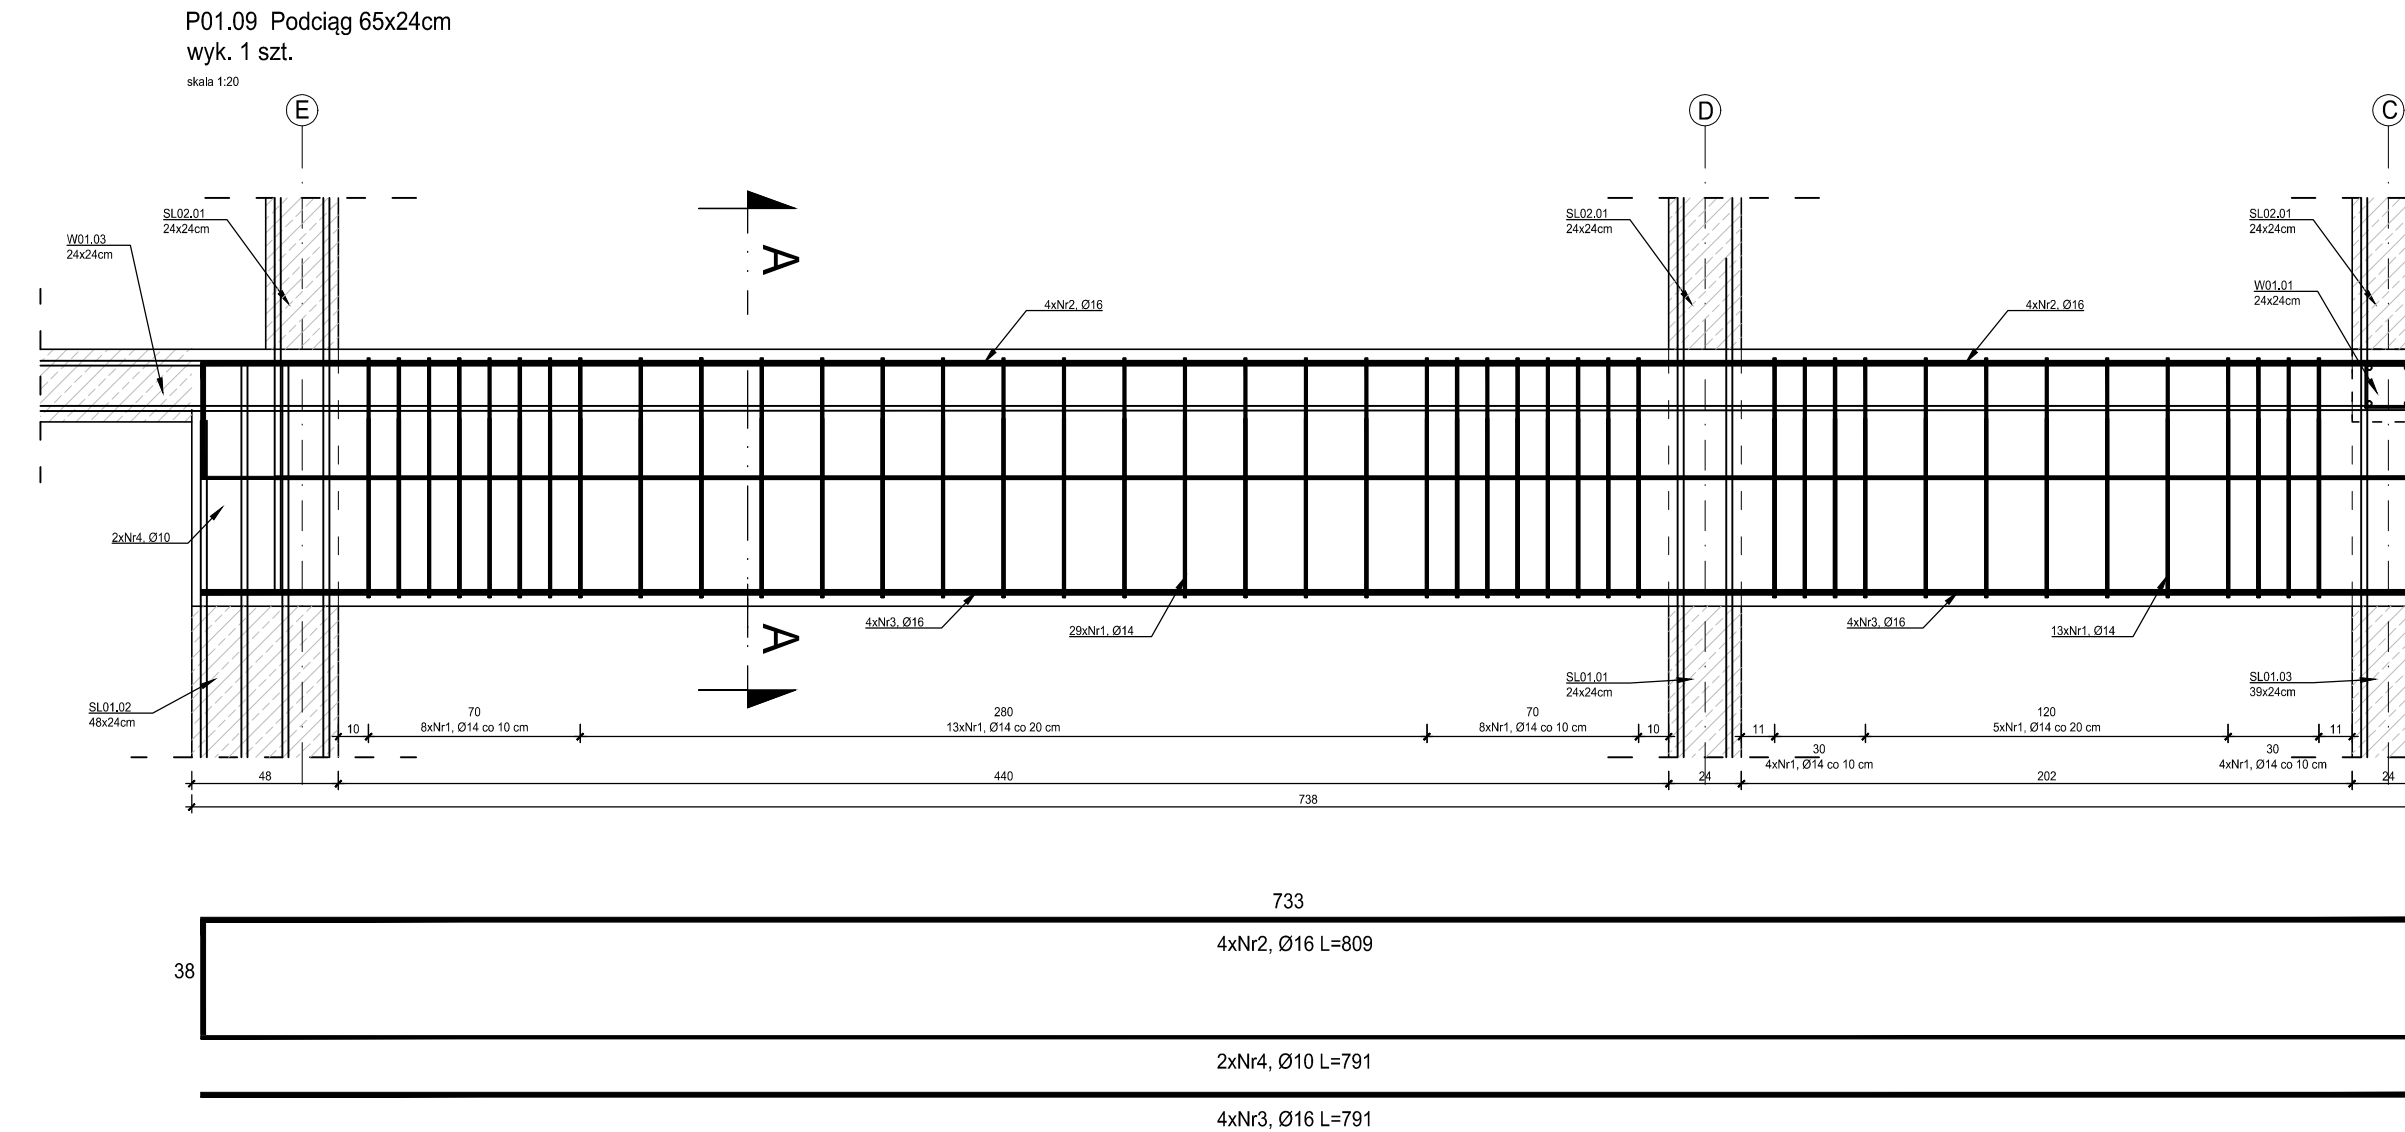 P01.09  Podciąg 65x24cm
wyk. 1 szt.
skala 1:20
E
D
C
SL02.01
24x24cm
W01.03
24x24cm
A
SL02.01
24x24cm
SL02.01
24x24cm
W01.01
24x24cm
4xNr2, Ø16
4xNr2, Ø16
2xNr4, Ø10
4xNr3, Ø16
29xNr1, Ø14
A
4xNr3, Ø16
13xNr1, Ø14
SL01.02
48x24cm
SL01.01
24x24cm
SL01.03
39x24cm
10
70
8xNr1, Ø14 co 10 cm
280
13xNr1, Ø14 co 20 cm
70
8xNr1, Ø14 co 10 cm
10
11
30
4xNr1, Ø14 co 10 cm
120
5xNr1, Ø14 co 20 cm
30
4xNr1, Ø14 co 10 cm
11
48
440
24
202
24
738
733
4xNr2, Ø16 L=809
38
2xNr4, Ø10 L=791
4xNr3, Ø16 L=791